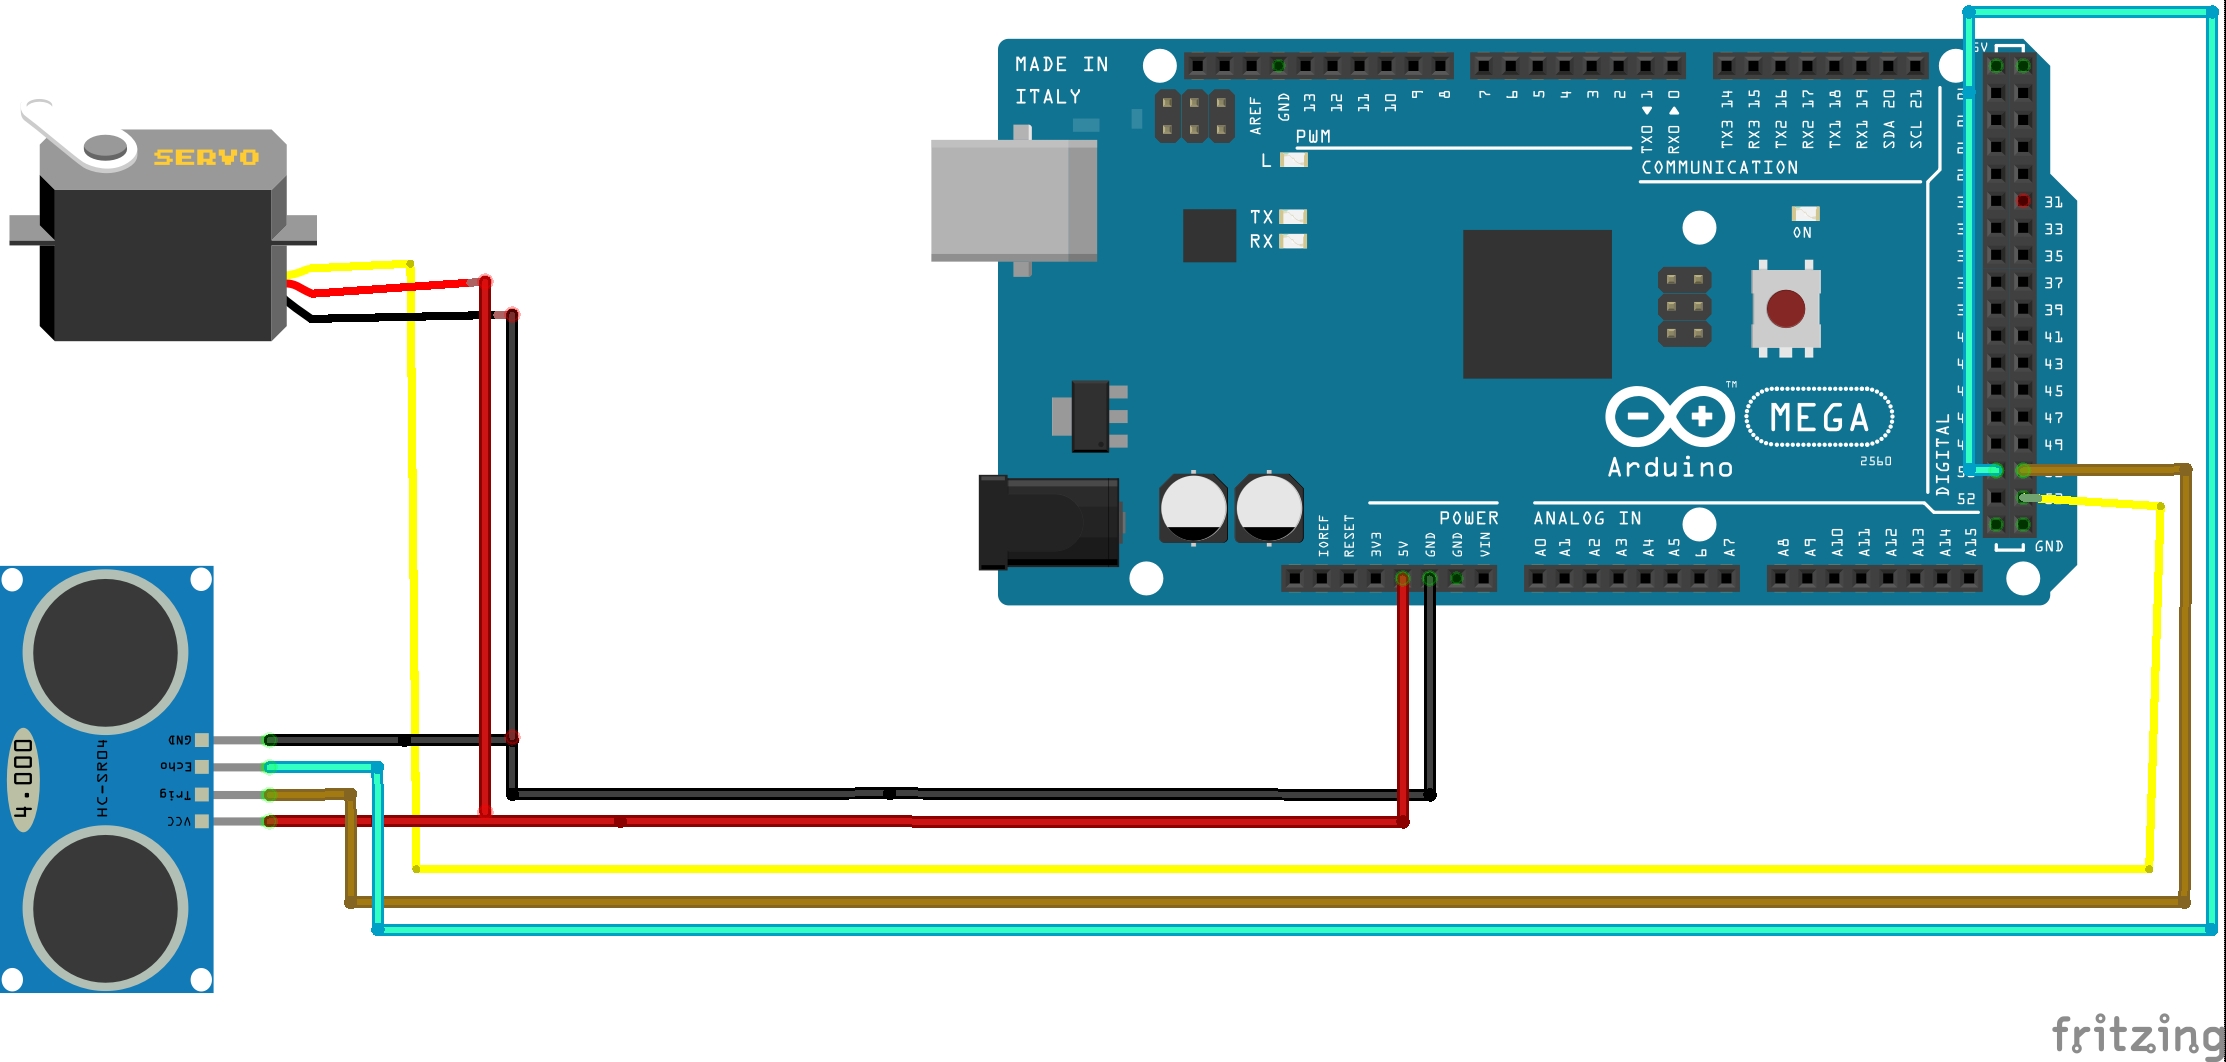 MADE IN
ITALY
SERVO
AREF
GND
13
12
11
10
9
8
7
6
5
4
3
2
TX0 1
RX0 0
TX3 14
RX3 15
TX2 16
RX2 17
TX1 18
RX1 19
SDA 20
SCL 21
PWM
COMMUNICATION
L
TX
RX
ON
31
33
35
37
39
41
43
45
47
49
52
DIGITAL
GND
MEGA
2560
TM
Arduino
POWER
ANALOG IN
IOREF
RESET
3V3
5V
GND
GND
VIN
A0
A1
A2
A3
A4
A5
6
A7
A8
A9
A10
A11
A12
A13
A14
A15
GND
Echo
Trig
VCC
HC-SR04
4.000
fritzing